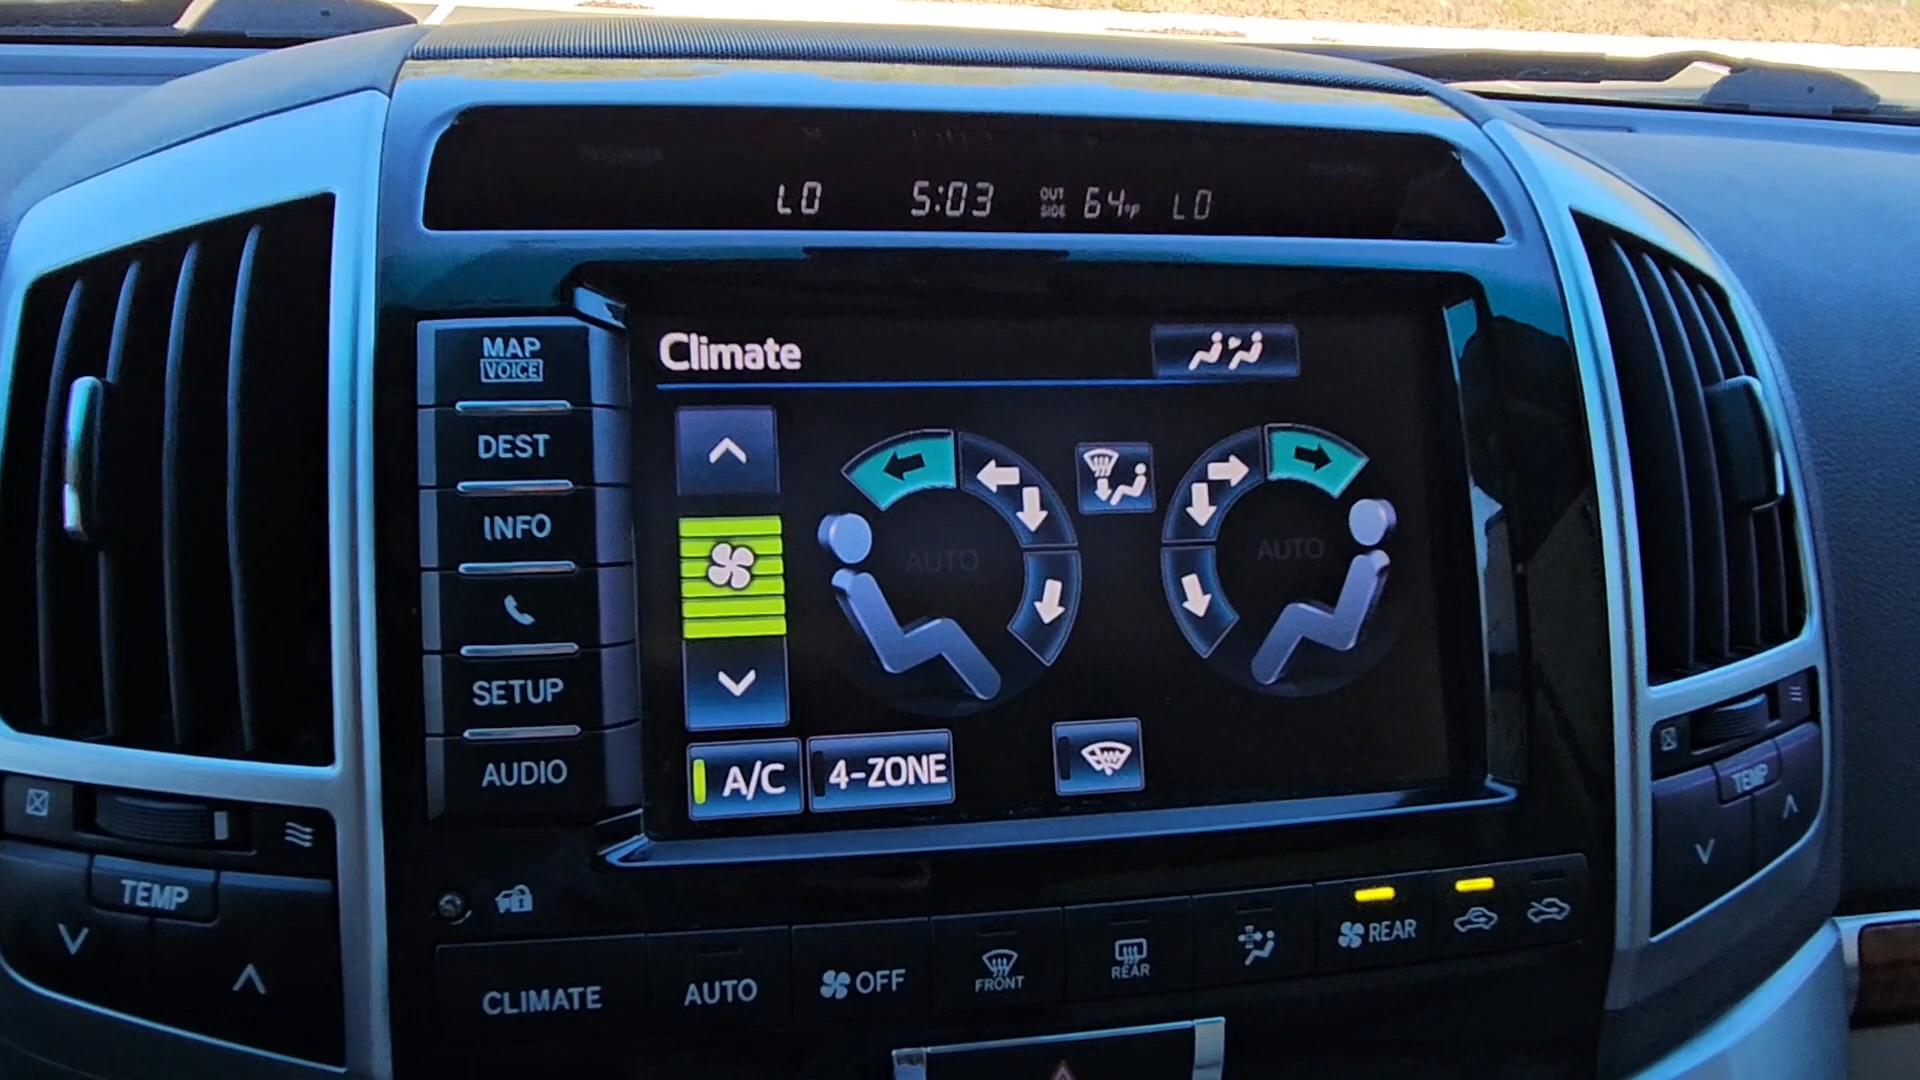 LO 5:03 OUT SIDE 64°F LO
MAP
VOICE
DEST
INFO
SETUP
AUDIO
Climate
AUTO
AUTO
A/C
4-ZONE
TEMP
TEMP
CLIMATE
AUTO
OFF
FRONT
REAR
REAR